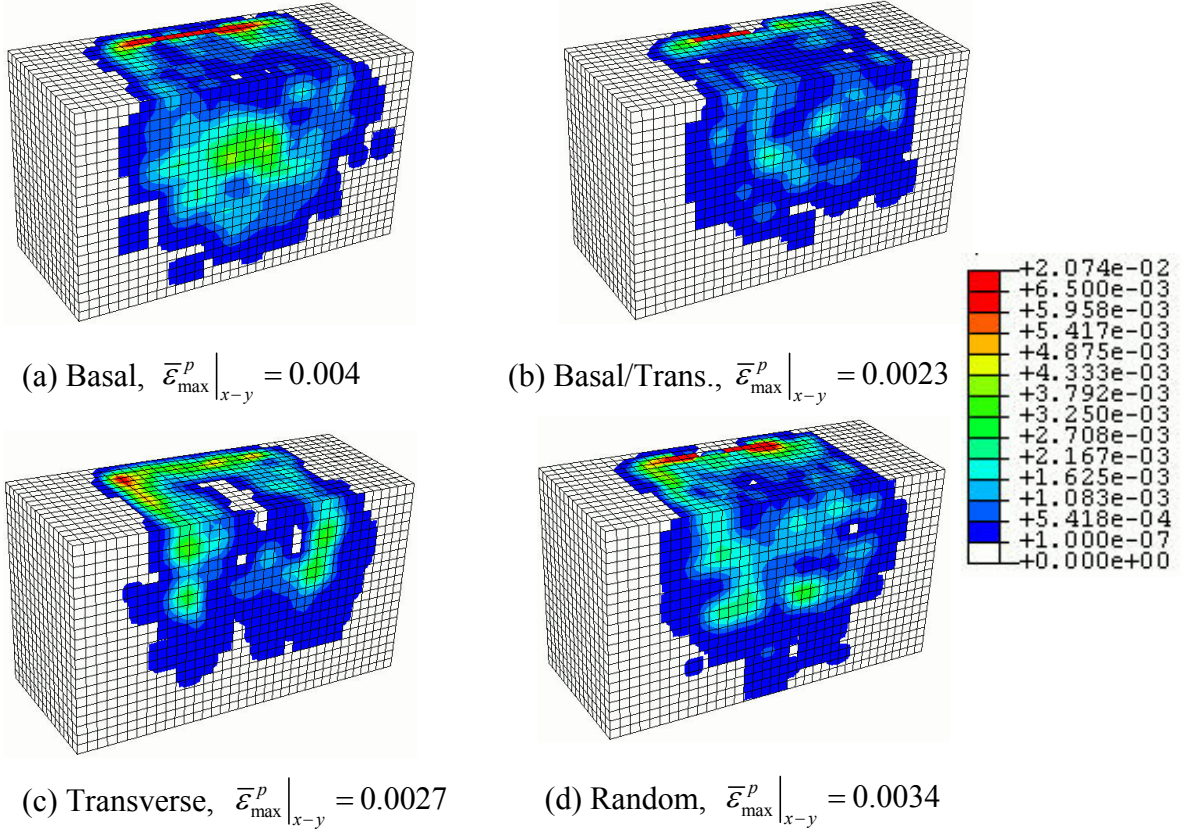 (a) Basal, ε̅ᵖmax|x−y = 0.004
(b) Basal/Trans., ε̅ᵖmax|x−y = 0.0023
+2.074e-02
+6.500e-03
+5.958e-03
+5.417e-03
+4.875e-03
+4.333e-03
+3.792e-03
+3.250e-03
+2.708e-03
+2.167e-03
+1.625e-03
+1.083e-03
+5.418e-04
+1.000e-07
+0.000e+00
(c) Transverse, ε̅ᵖmax|x−y = 0.0027
(d) Random, ε̅ᵖmax|x−y = 0.0034